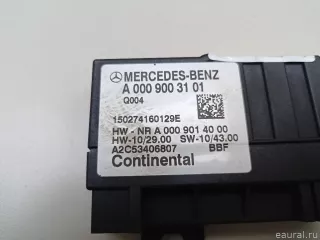 MERCEDES-BENZ
A 000 900 31 01
Q004
150274160129E
HW - NR A 000 901 40 00
HW-10/29.00 SW-10/43.00
A2C53406807 BBF
Continental
eaural.ru